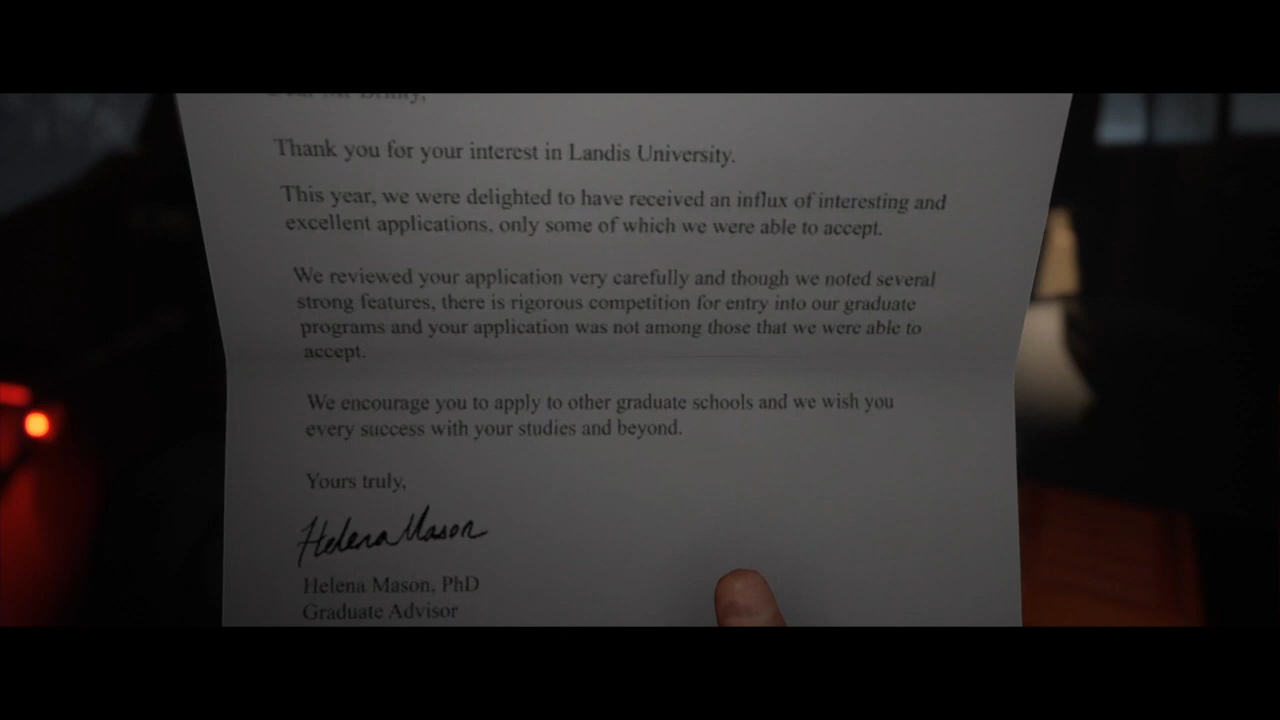 Thank you for your interest in Landis University.
This year, we were delighted to have received an influx of interesting and
excellent applications, only some of which we were able to accept.
We reviewed your application very carefully and though we noted several
strong features, there is rigorous competition for entry into our graduate
programs and your application was not among those that we were able to
accept.
We encourage you to apply to other graduate schools and we wish you
every success with your studies and beyond.
Yours truly,
Helena Mason
Helena Mason, PhD
Graduate Advisor